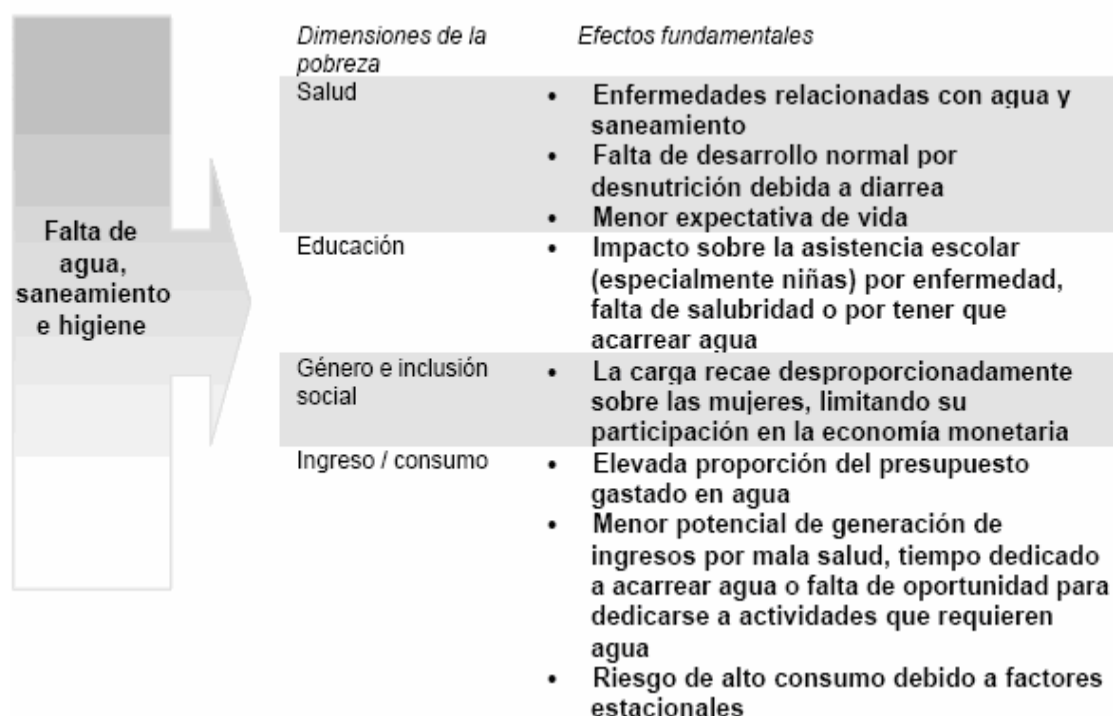 Falta de
agua,
saneamiento
e higiene
Dimensiones de la
pobreza
Efectos fundamentales
Salud
• Enfermedades relacionadas con agua y
saneamiento
• Falta de desarrollo normal por
desnutrición debida a diarrea
• Menor expectativa de vida
Educación
• Impacto sobre la asistencia escolar
(especialmente niñas) por enfermedad,
falta de salubridad o por tener que
acarrear agua
Género e inclusión
social
• La carga recae desproporcionadamente
sobre las mujeres, limitando su
participación en la economía monetaria
Ingreso / consumo
• Elevada proporción del presupuesto
gastado en agua
• Menor potencial de generación de
ingresos por mala salud, tiempo dedicado
a acarrear agua o falta de oportunidad para
dedicarse a actividades que requieren
agua
• Riesgo de alto consumo debido a factores
estacionales